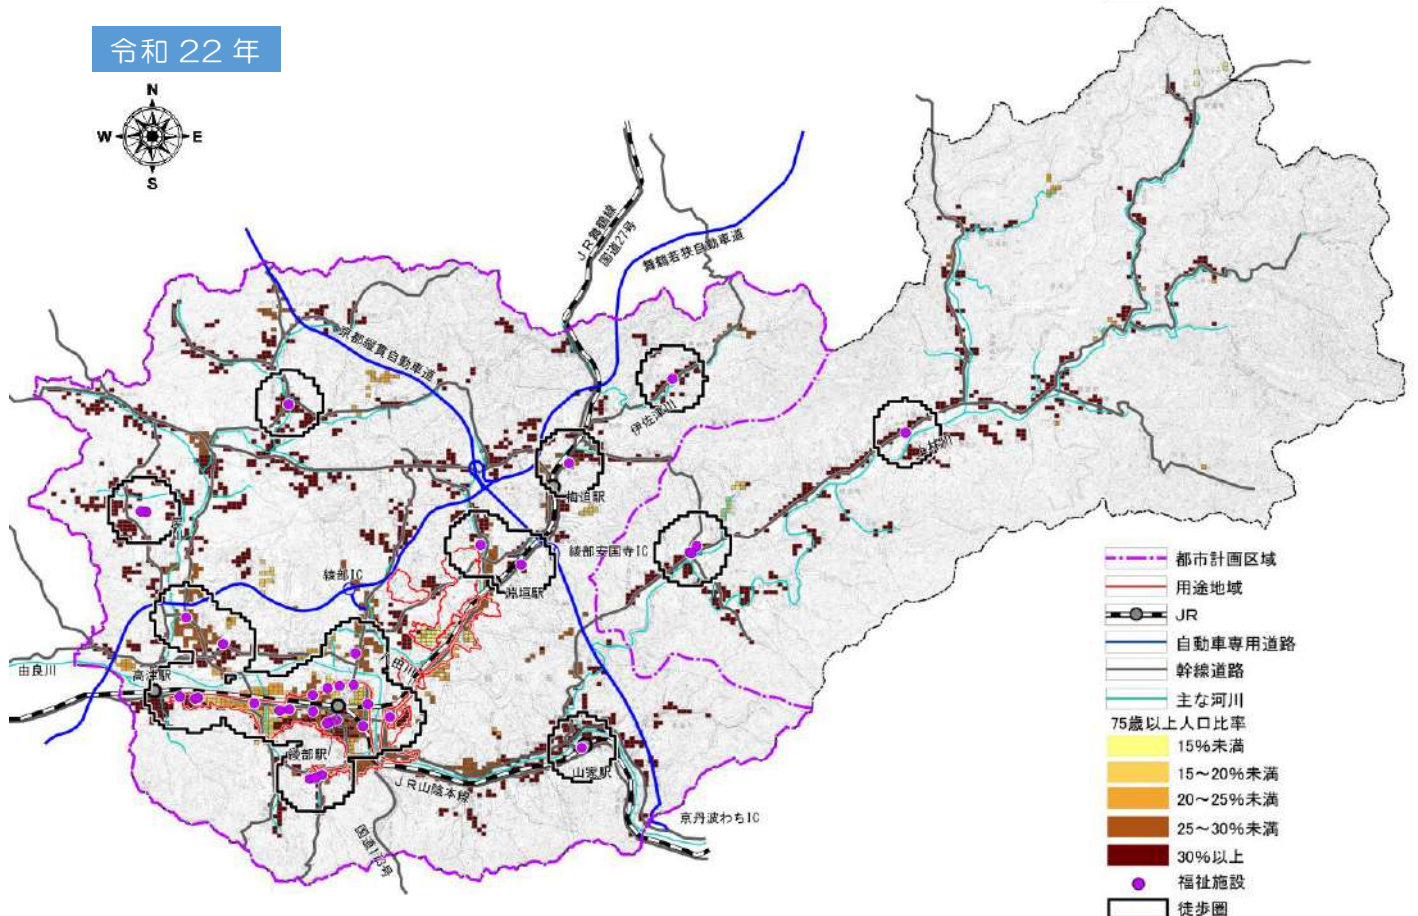 令和 22 年
N
W E
S
JR舞鶴線
国道27号
舞鶴若狭自動車道
京都縦貫自動車道
伊佐津川
梅迫駅
綾部安国寺IC
綾部IC
淵垣駅
八田川
由良川
高津駅
綾部駅
JR山陰本線
山家駅
国道173号
京丹波わちIC
都市計画区域
用途地域
JR
自動車専用道路
幹線道路
主な河川
75歳以上人口比率
15%未満
15~20%未満
20~25%未満
25~30%未満
30%以上
福祉施設
徒歩圏